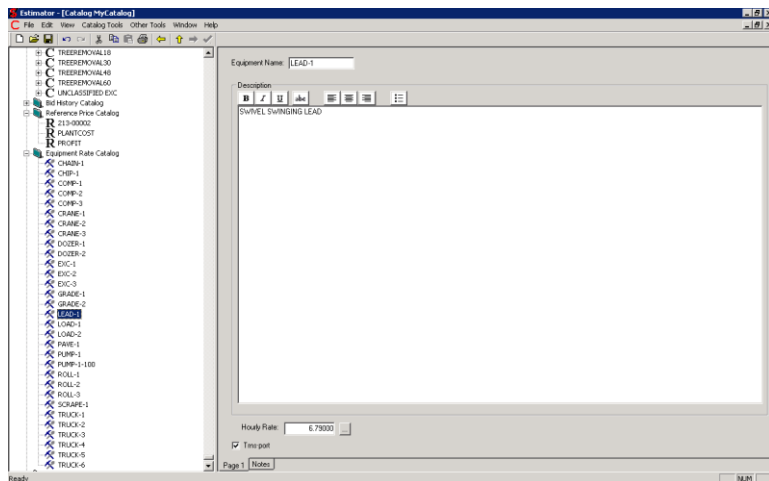 Estimator - [Catalog MyCatalog]
File Edit View Catalog Tools Other Tools Window Help
TREEREMOVAL18
TREEREMOVAL30
TREEREMOVAL48
TREEREMOVAL60
UNCLASSIFIED EXC
Bid History Catalog
Reference Price Catalog
R 213-00002
R PLANTCOST
R PROFIT
Equipment Rate Catalog
CHAIN-1
CHIP-1
COMP-1
COMP-2
COMP-3
CRANE-1
CRANE-2
CRANE-3
DOZER-1
DOZER-2
EXC-1
EXC-2
EXC-3
GRADE-1
GRADE-2
LEAD-1
LOAD-1
LOAD-2
PAVE-1
PUMP-1
PUMP-1-100
ROLL-1
ROLL-2
ROLL-3
SCRAPE-1
TRUCK-1
TRUCK-2
TRUCK-3
TRUCK-4
TRUCK-5
TRUCK-6
Equipment Name: LEAD-1
Description
B I U abc
SWIVEL SWINGING LEAD
Hourly Rate: 6.79000 ...
Trns-port
Page 1 Notes
Ready
NUM